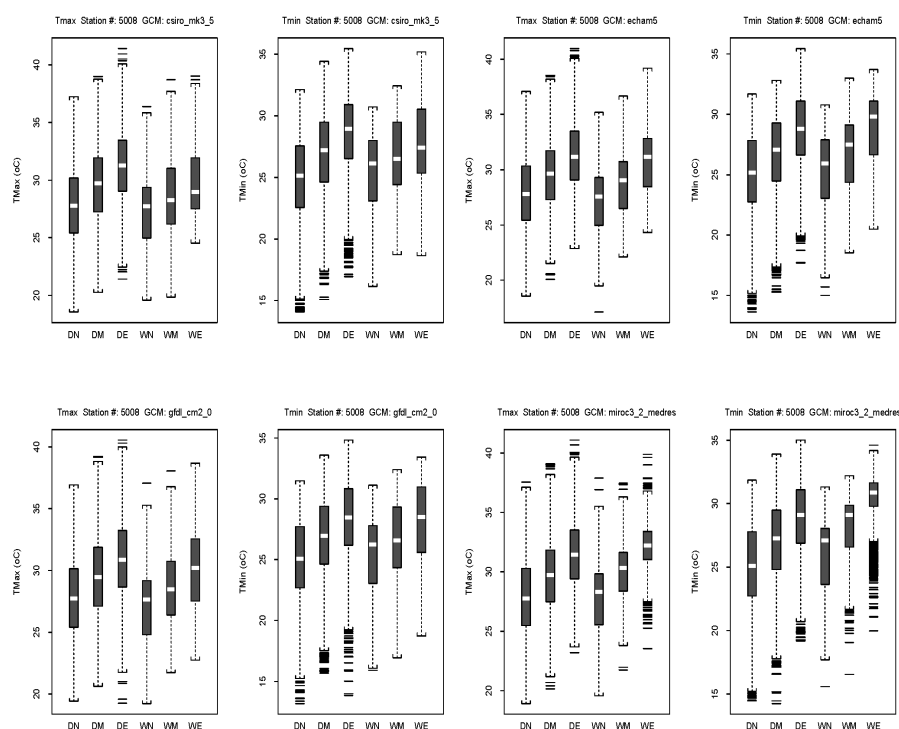 Tmax Station #: 5008 GCM: csiro_mk3_5
TMax (oC)
40
35
30
25
20
DN DM DE WN WM WE
Tmin Station #: 5008 GCM: csiro_mk3_5
TMin (oC)
35
30
25
20
15
DN DM DE WN WM WE
Tmax Station #: 5008 GCM: echam5
TMax (oC)
40
35
30
25
20
DN DM DE WN WM WE
Tmin Station #: 5008 GCM: echam5
TMin (oC)
35
30
25
20
15
DN DM DE WN WM WE
Tmax Station #: 5008 GCM: gfdl_cm2_0
TMax (oC)
40
35
30
25
20
DN DM DE WN WM WE
Tmin Station #: 5008 GCM: gfdl_cm2_0
TMin (oC)
35
30
25
20
15
DN DM DE WN WM WE
Tmax Station #: 5008 GCM: miroc3_2_medres
TMax (oC)
40
35
30
25
20
DN DM DE WN WM WE
Tmin Station #: 5008 GCM: miroc3_2_medres
TMin (oC)
35
30
25
20
15
DN DM DE WN WM WE